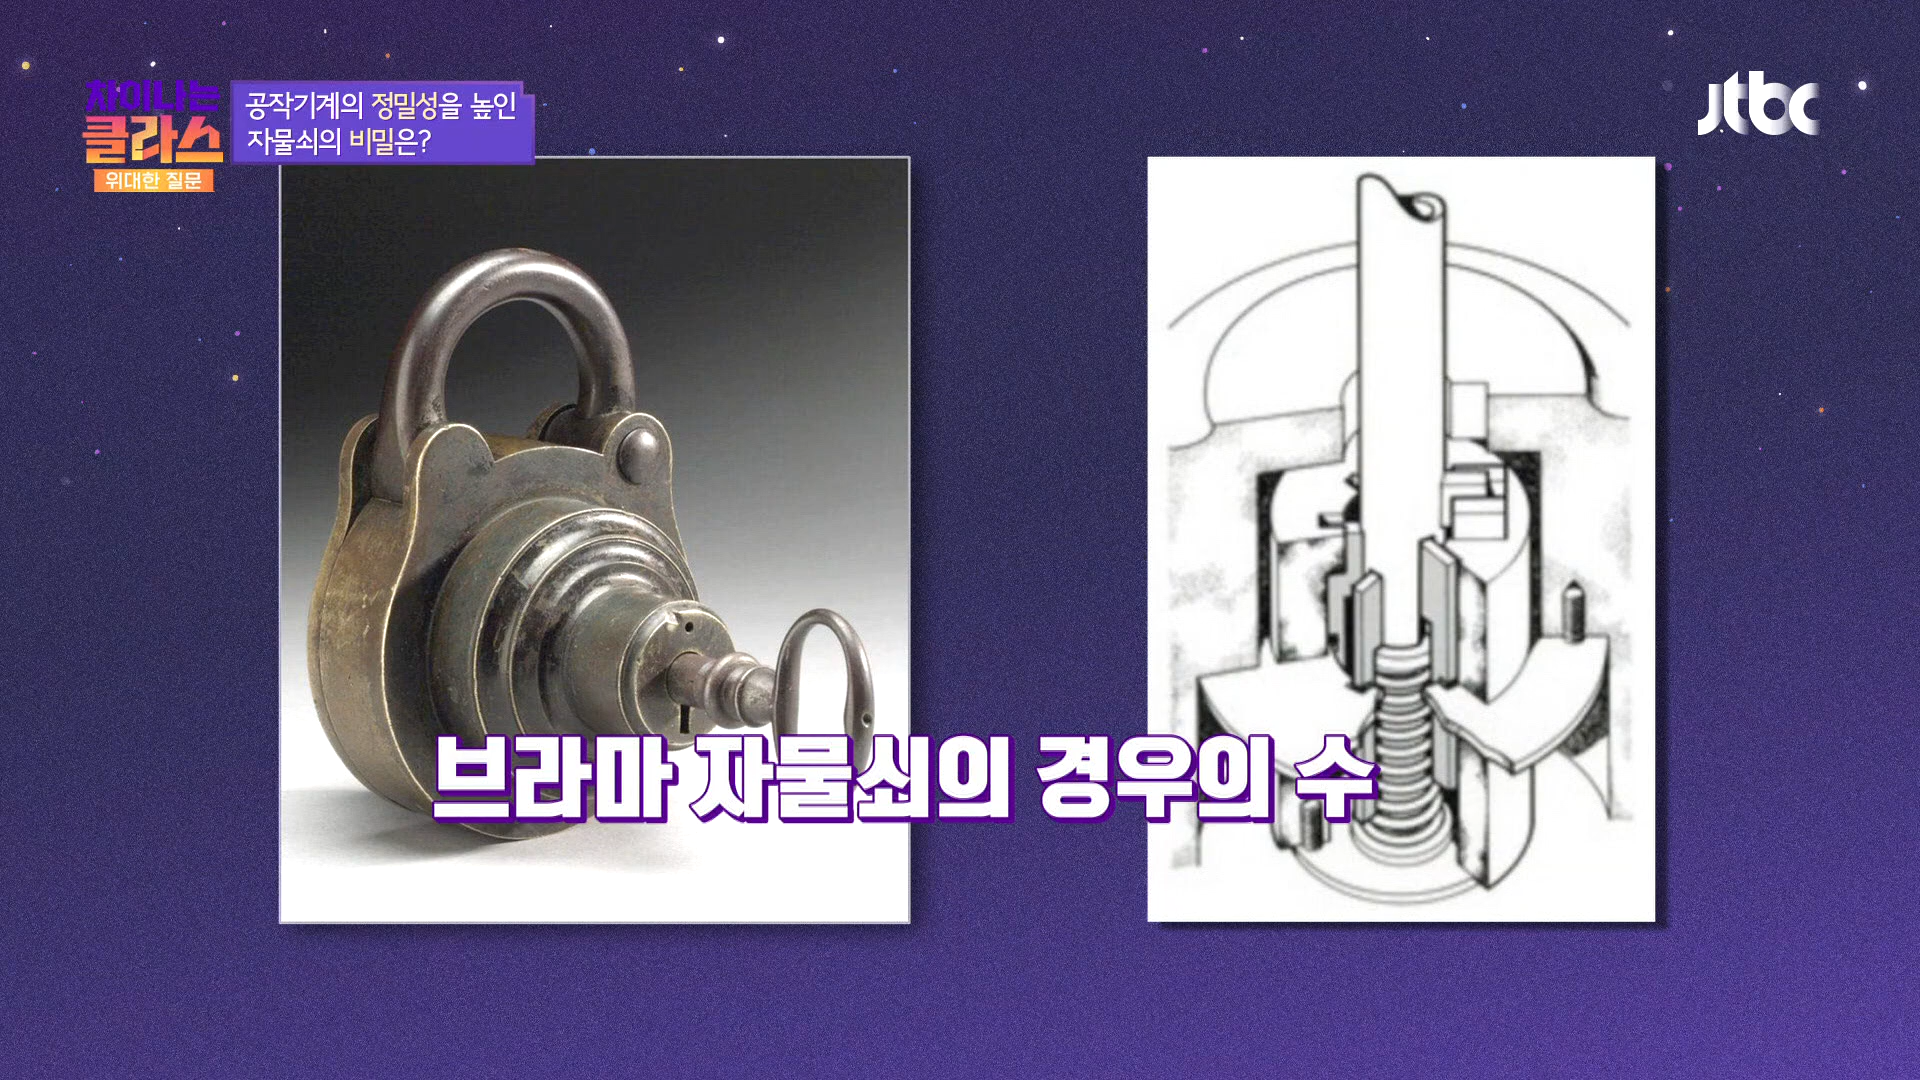 차이나는
클라스
위대한 질문
공작기계의 정밀성을 높인
자물쇠의 비밀은?
jtbc
브라마 자물쇠의 경우의 수